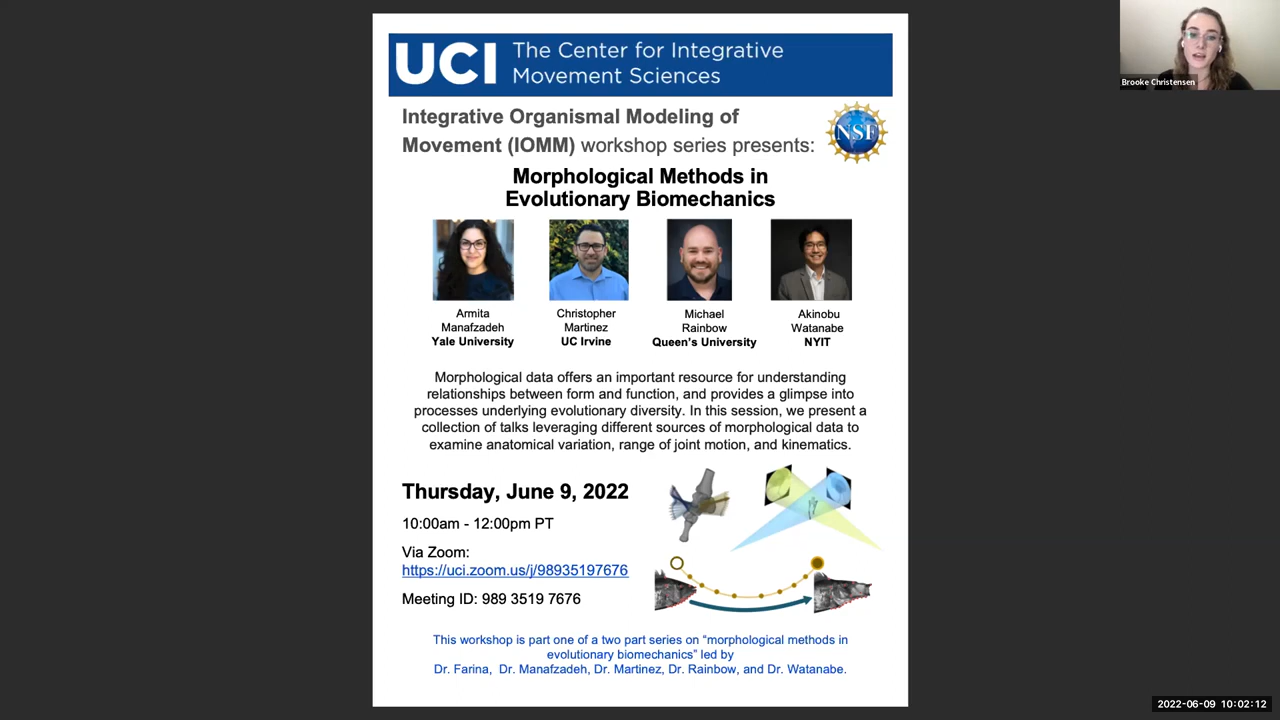 UCI The Center for Integrative
Movement Sciences
Integrative Organismal Modeling of
Movement (IOMM) workshop series presents:
NSF
Morphological Methods in
Evolutionary Biomechanics
Armita
Manafzadeh
Yale University
Christopher
Martinez
UC Irvine
Michael
Rainbow
Queen's University
Akinobu
Watanabe
NYIT
Morphological data offers an important resource for understanding
relationships between form and function, and provides a glimpse into
processes underlying evolutionary diversity. In this session, we present a
collection of talks leveraging different sources of morphological data to
examine anatomical variation, range of joint motion, and kinematics.
Thursday, June 9, 2022
10:00am - 12:00pm PT
Via Zoom:
https://uci.zoom.us/j/98935197676
Meeting ID: 989 3519 7676
This workshop is part one of a two part series on "morphological methods in
evolutionary biomechanics" led by
Dr. Farina, Dr. Manafzadeh, Dr. Martinez, Dr. Rainbow, and Dr. Watanabe.
Brooke Christensen
2022-06-09 10:02:12